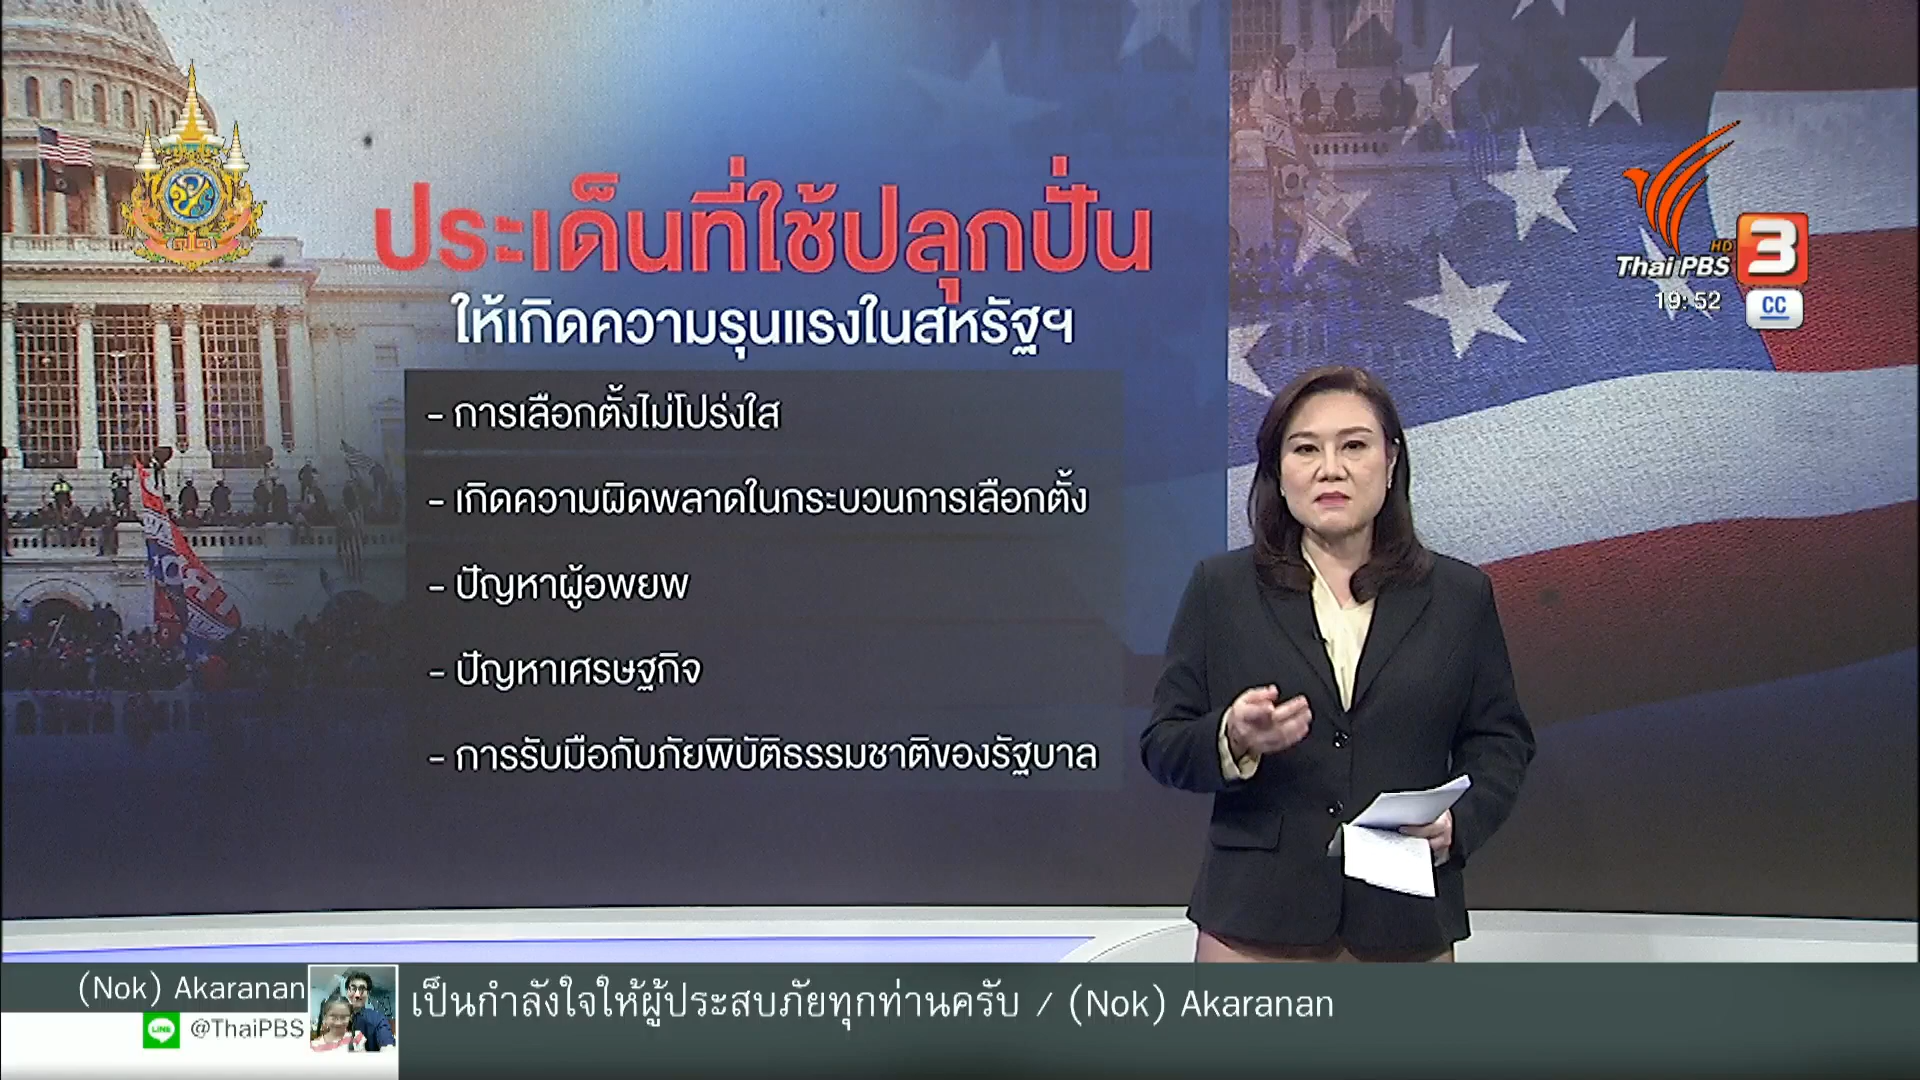 ประเด็นที่ใช้ปลุกปั่น
ให้เกิดความรุนแรงในสหรัฐฯ
- การเลือกตั้งไม่โปร่งใส
- เกิดความผิดพลาดในกระบวนการเลือกตั้ง
- ปัญหาผู้อพยพ
- ปัญหาเศรษฐกิจ
- การรับมือกับภัยพิบัติธรรมชาติของรัฐบาล
HD
Thai PBS 3
19:52
CC
(Nok) Akaranan
LINE @ThaiPBS
เป็นกำลังใจให้ผู้ประสบภัยทุกท่านครับ / (Nok) Akaranan